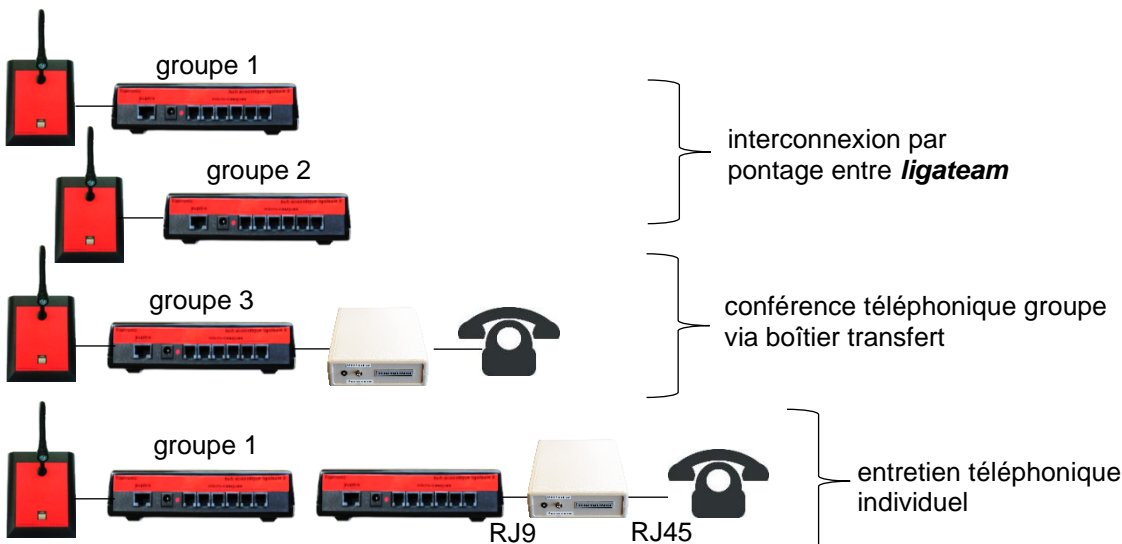 groupe 1
interconnexion par
pontage entre ligateam
groupe 2
groupe 3
conférence téléphonique groupe
via boîtier transfert
groupe 1
entretien téléphonique
individuel
RJ9
RJ45